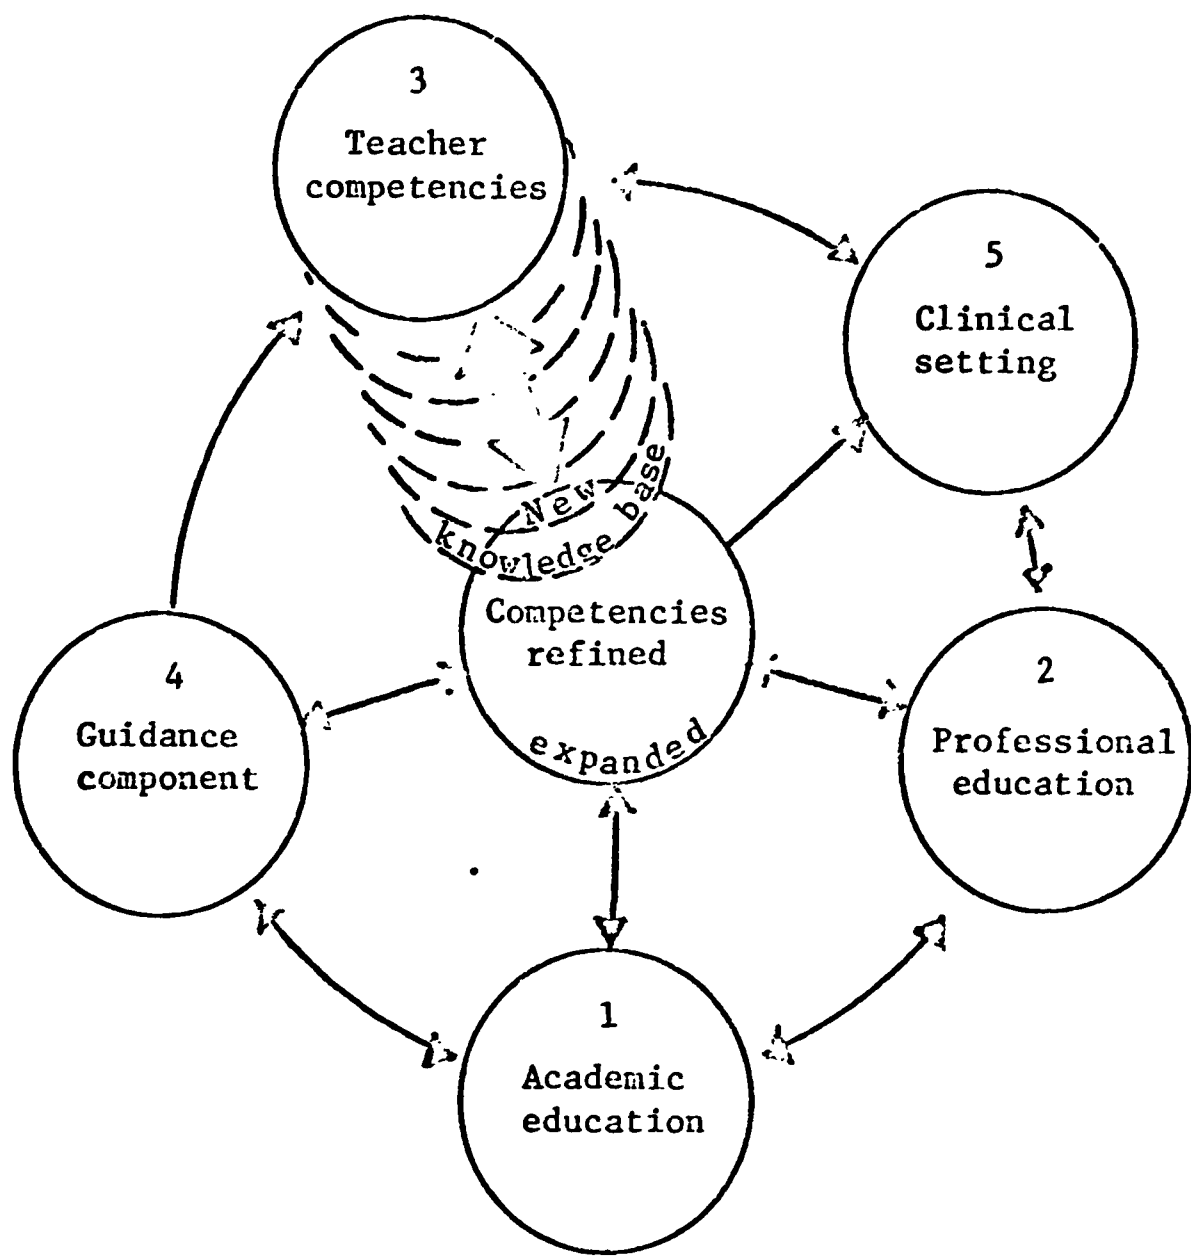 3
Teacher
competencies
5
Clinical
setting
New
knowledge base
Competencies
refined
expanded
4
Guidance
component
2
Professional
education
1
Academic
education